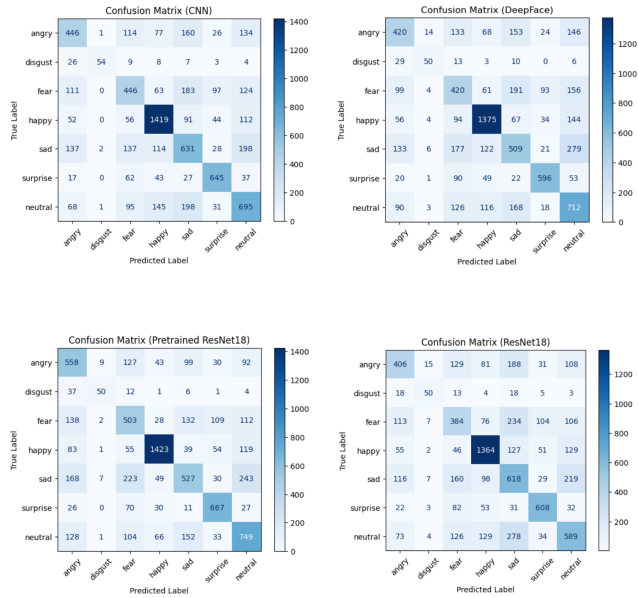 Confusion Matrix (CNN)
True Label
angry 446 1 114 77 160 26 134
disgust 26 54 9 8 7 3 4
fear 111 0 446 63 183 97 124
happy 52 0 56 1419 91 44 112
sad 137 2 137 114 631 28 198
surprise 17 0 62 43 27 645 37
neutral 68 1 95 145 198 31 695
angry disgust fear happy sad surprise neutral
Predicted Label
1400
1200
1000
800
600
400
200
0
Confusion Matrix (DeepFace)
angry 420 14 133 68 153 24 146
disgust 29 50 13 3 10 0 6
fear 99 4 420 61 191 93 156
happy 56 4 94 1375 67 34 144
sad 133 6 177 122 509 21 279
surprise 20 1 90 49 22 596 53
neutral 90 3 126 116 168 18 712
angry disgust fear happy sad surprise neutral
Predicted Label
1200
1000
800
600
400
200
0
Confusion Matrix (Pretrained ResNet18)
True Label
angry 558 9 127 43 99 30 92
disgust 37 50 12 1 6 1 4
fear 138 2 503 28 132 109 112
happy 83 1 55 1423 39 54 119
sad 168 7 223 49 527 30 243
surprise 26 0 70 30 11 667 27
neutral 128 1 104 66 152 33 749
angry disgust fear happy sad surprise neutral
Predicted Label
1400
1200
1000
800
600
400
200
0
Confusion Matrix (ResNet18)
True Label
angry 406 15 129 81 188 31 108
disgust 18 50 13 4 18 5 3
fear 113 7 384 76 234 104 106
happy 55 2 46 1364 127 51 129
sad 116 7 160 98 618 29 219
surprise 22 3 82 53 31 608 32
neutral 73 4 126 129 278 34 589
angry disgust fear happy sad surprise neutral
Predicted Label
1200
1000
800
600
400
200